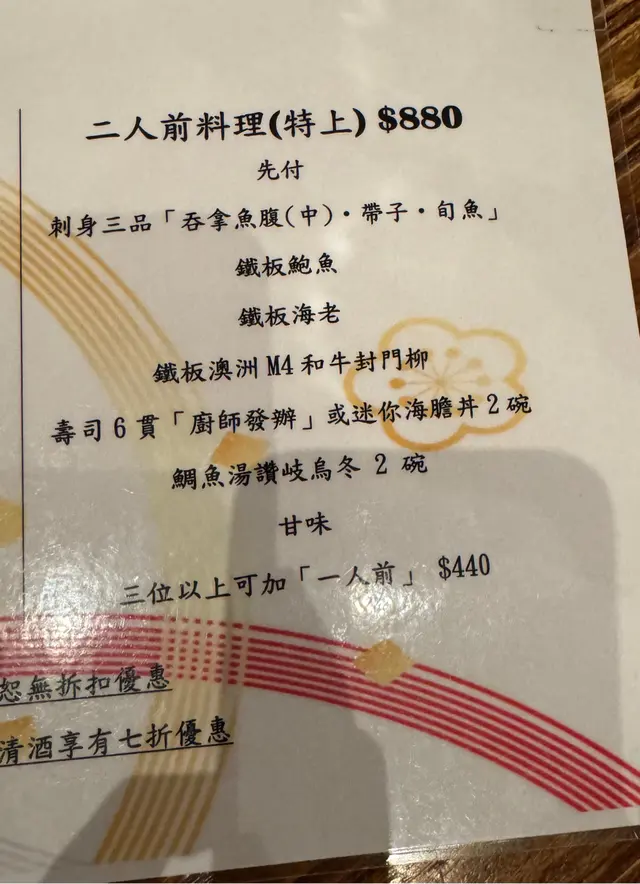 二人前料理(特上) $880
先付
刺身三品「吞拿魚腹(中)·帶子·旬魚」
鐵板鮑魚
鐵板海老
鐵板澳洲 M4 和牛封門柳
壽司 6 貫「廚師發辦」或迷你海膽丼 2 碗
鯛魚湯讚岐烏冬 2 碗
甘味
三位以上可加「一人前」 $440
恕無折扣優惠
清酒享有七折優惠